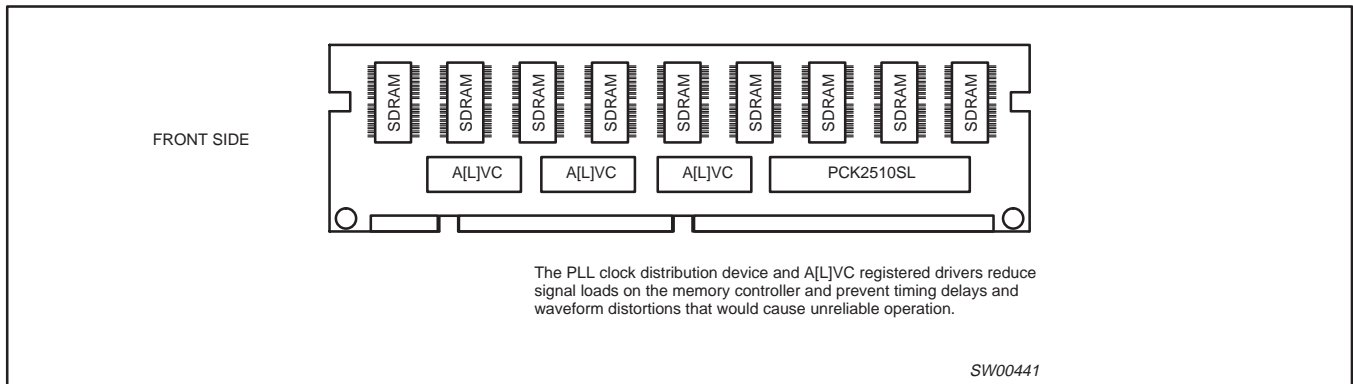 SDRAM SDRAM SDRAM SDRAM SDRAM SDRAM SDRAM SDRAM SDRAM
FRONT SIDE
A[L]VC A[L]VC A[L]VC PCK2510SL
The PLL clock distribution device and A[L]VC registered drivers reduce
signal loads on the memory controller and prevent timing delays and
waveform distortions that would cause unreliable operation.
SW00441